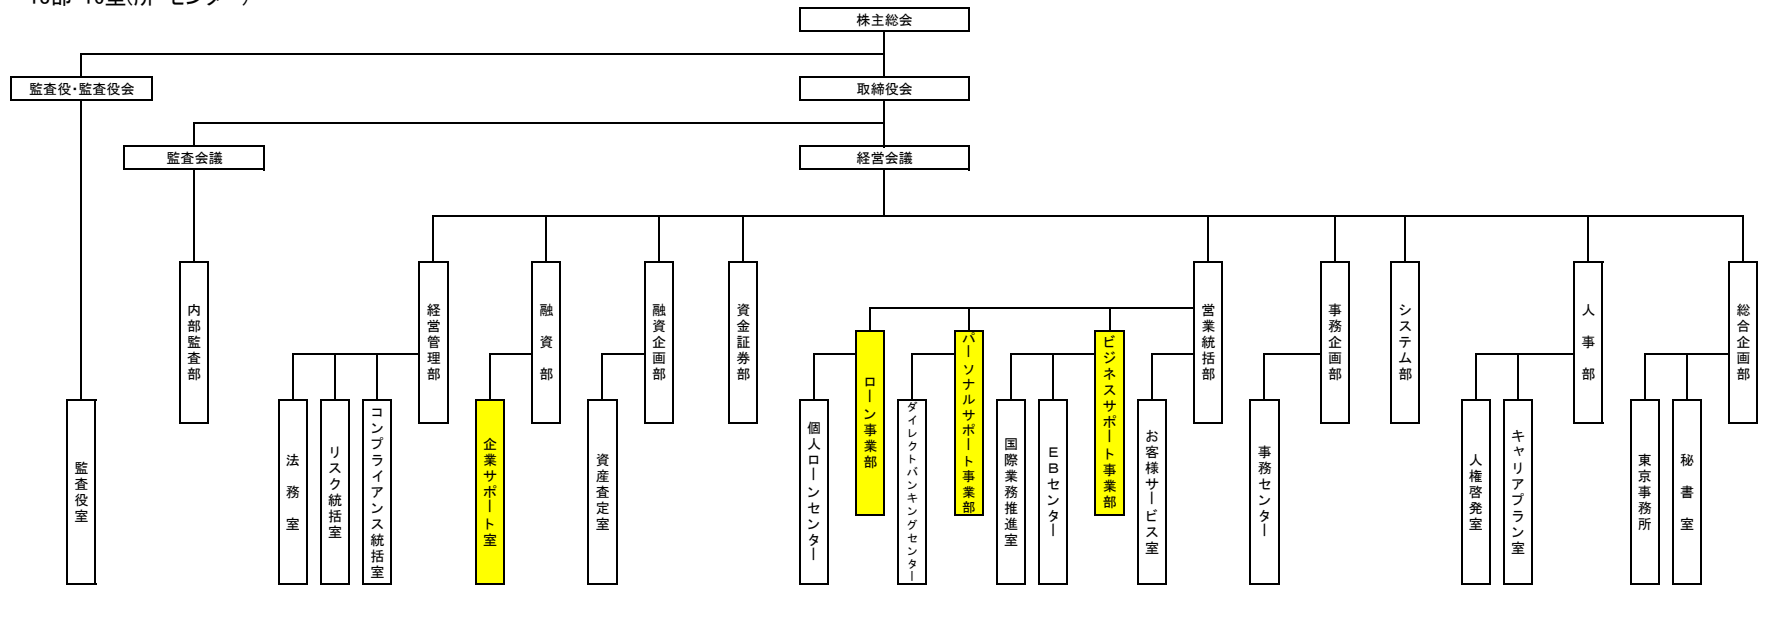 株主総会
監査役・監査役会
取締役会
監査会議
経営会議
内部監査部
経営管理部
融資部
融資企画部
資金証券部
営業統括部
事務企画部
システム部
人事部
総合企画部
ローン事業部
パーソナルサポート事業部
ビジネスサポート事業部
監査役室
法務室
リスク統括室
コンプライアンス統括室
企業サポート室
資産査定室
個人ローンセンター
ダイレクトバンキングセンター
国際業務推進室
ＥＢセンター
お客様サービス室
事務センター
人権啓発室
キャリアプラン室
東京事務所
秘書室